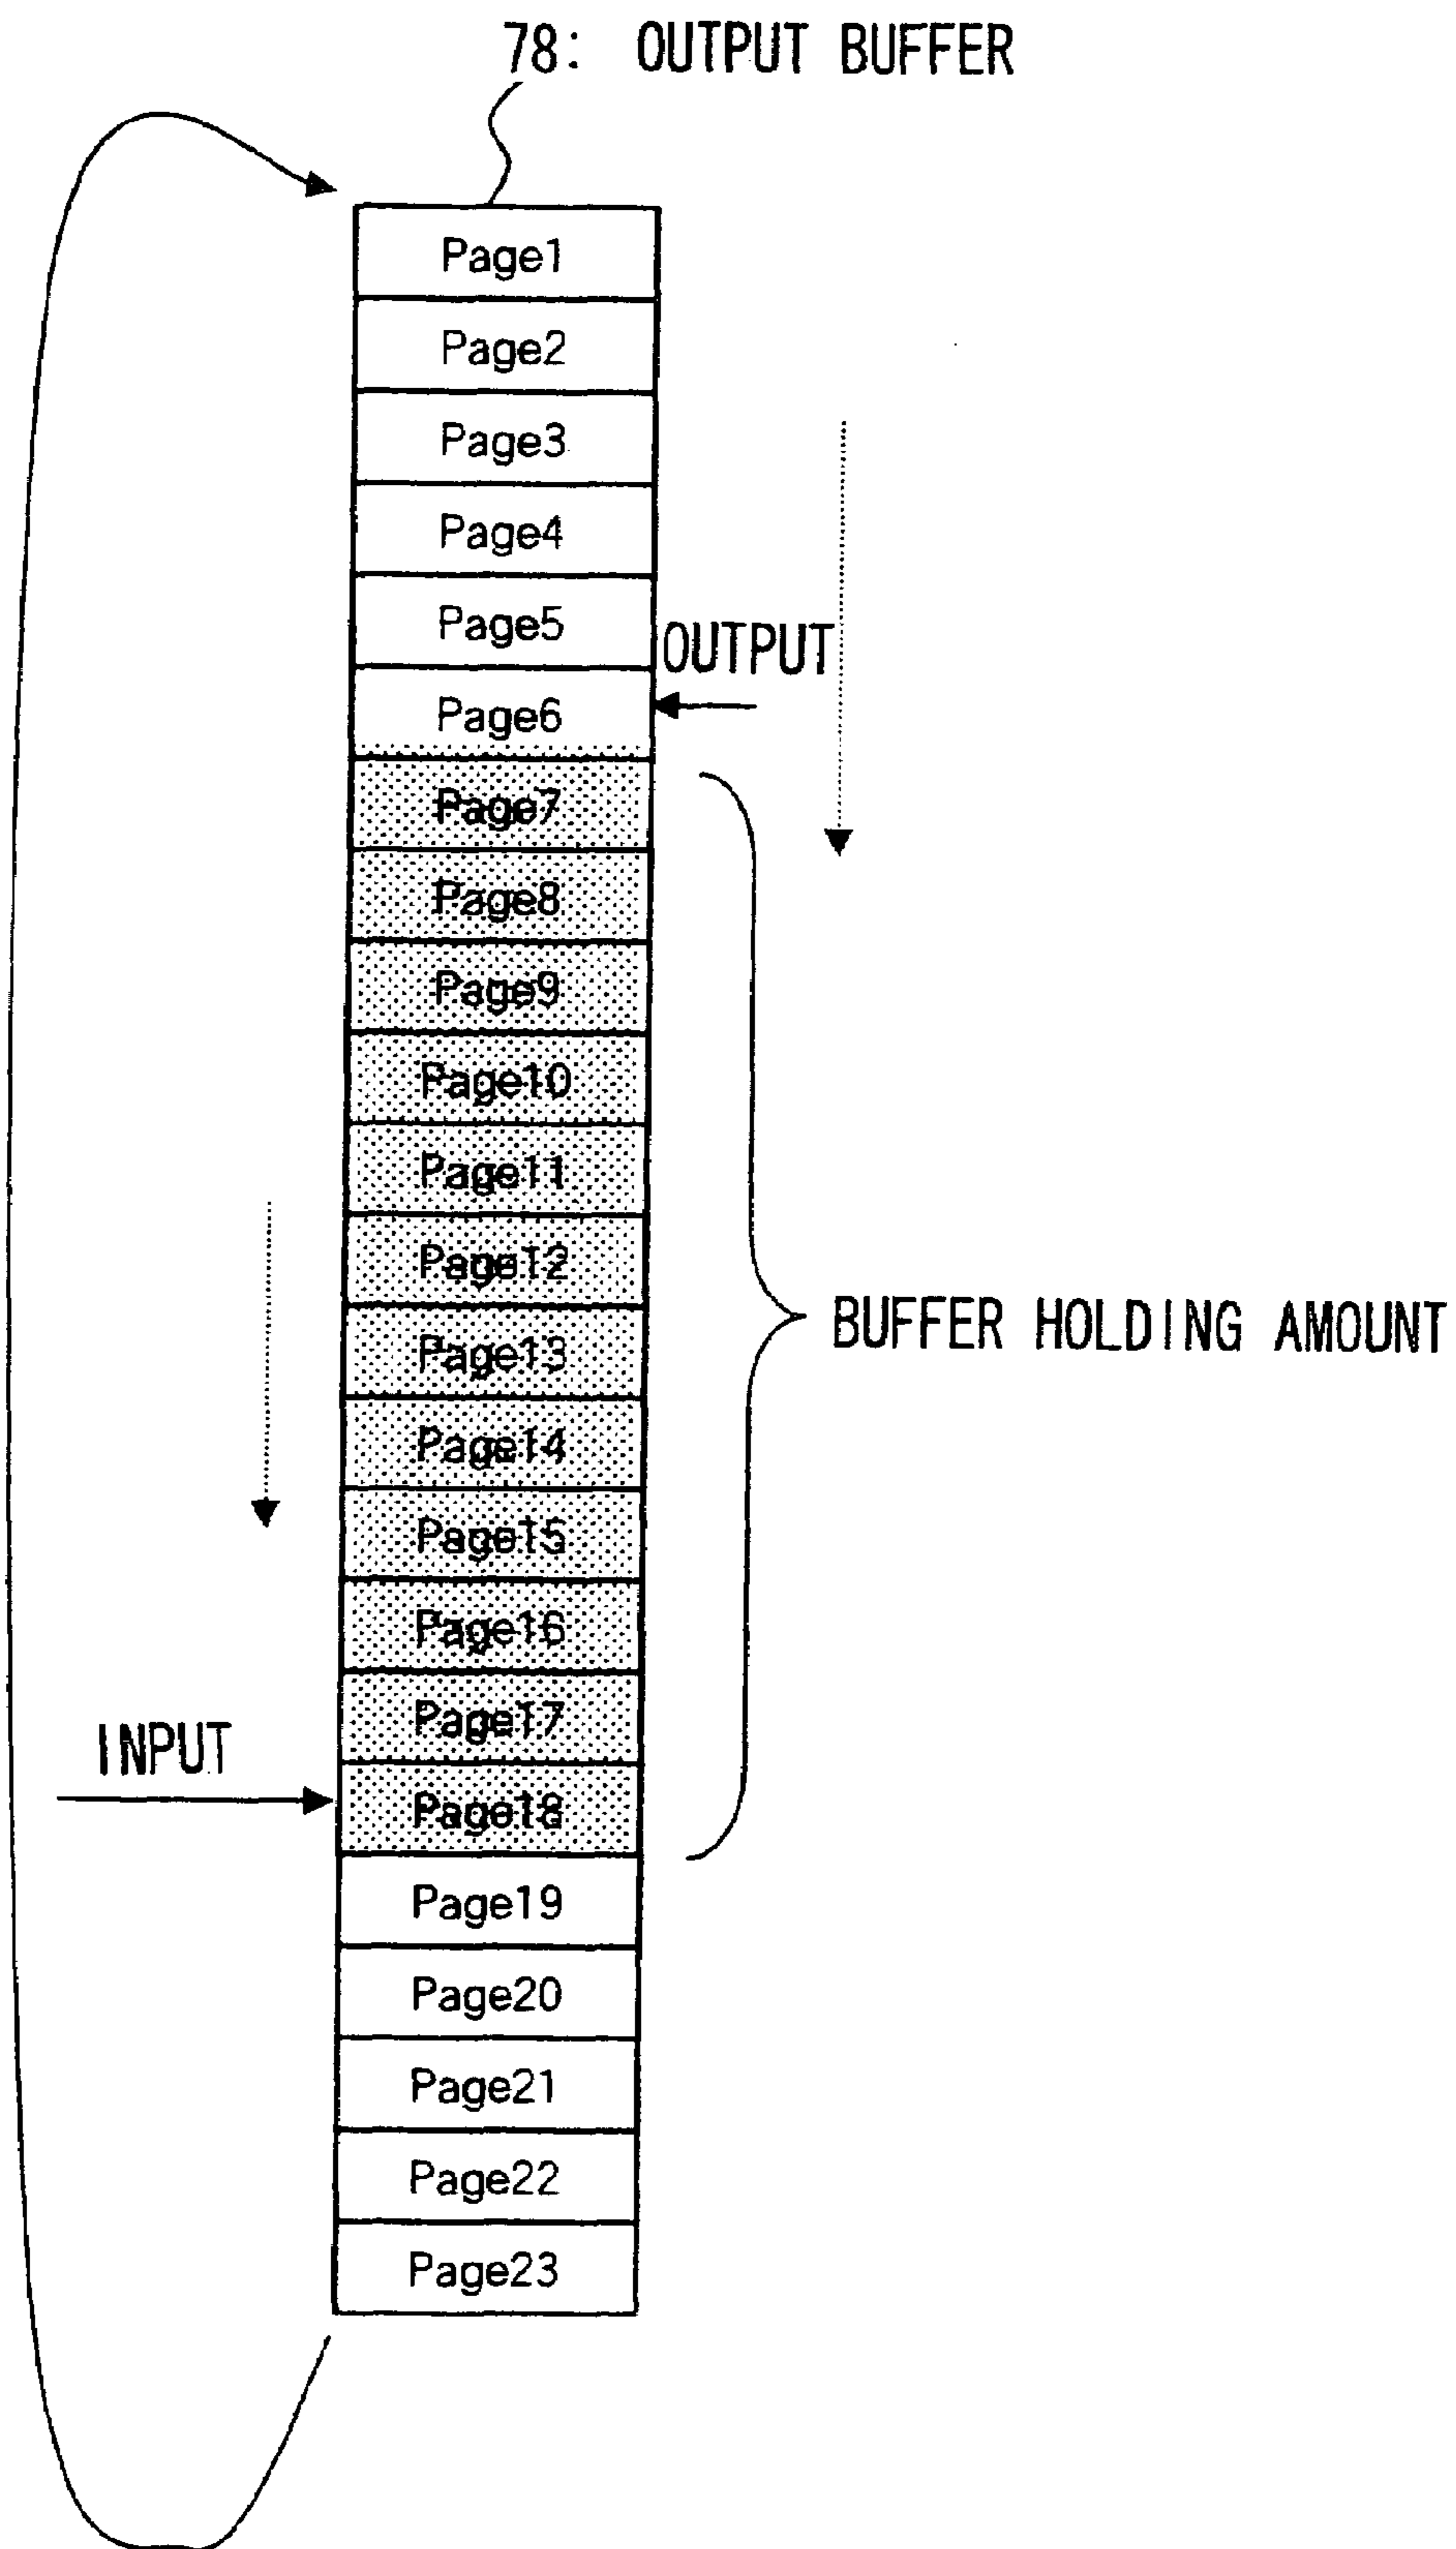 78: OUTPUT BUFFER
Page1
Page2
Page3
Page4
Page5
OUTPUT
Page6
Page7
Page8
Page9
Page10
Page11
Page12
BUFFER HOLDING AMOUNT
Page13
Page14
Page15
Page16
Page17
INPUT
Page18
Page19
Page20
Page21
Page22
Page23